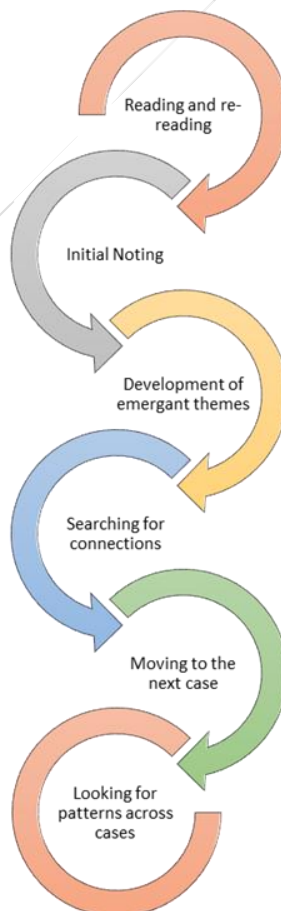 Reading and re-
reading
Initial Noting
Development of
emergant themes
Searching for
connections
Moving to the
next case
Looking for
patterns across
cases